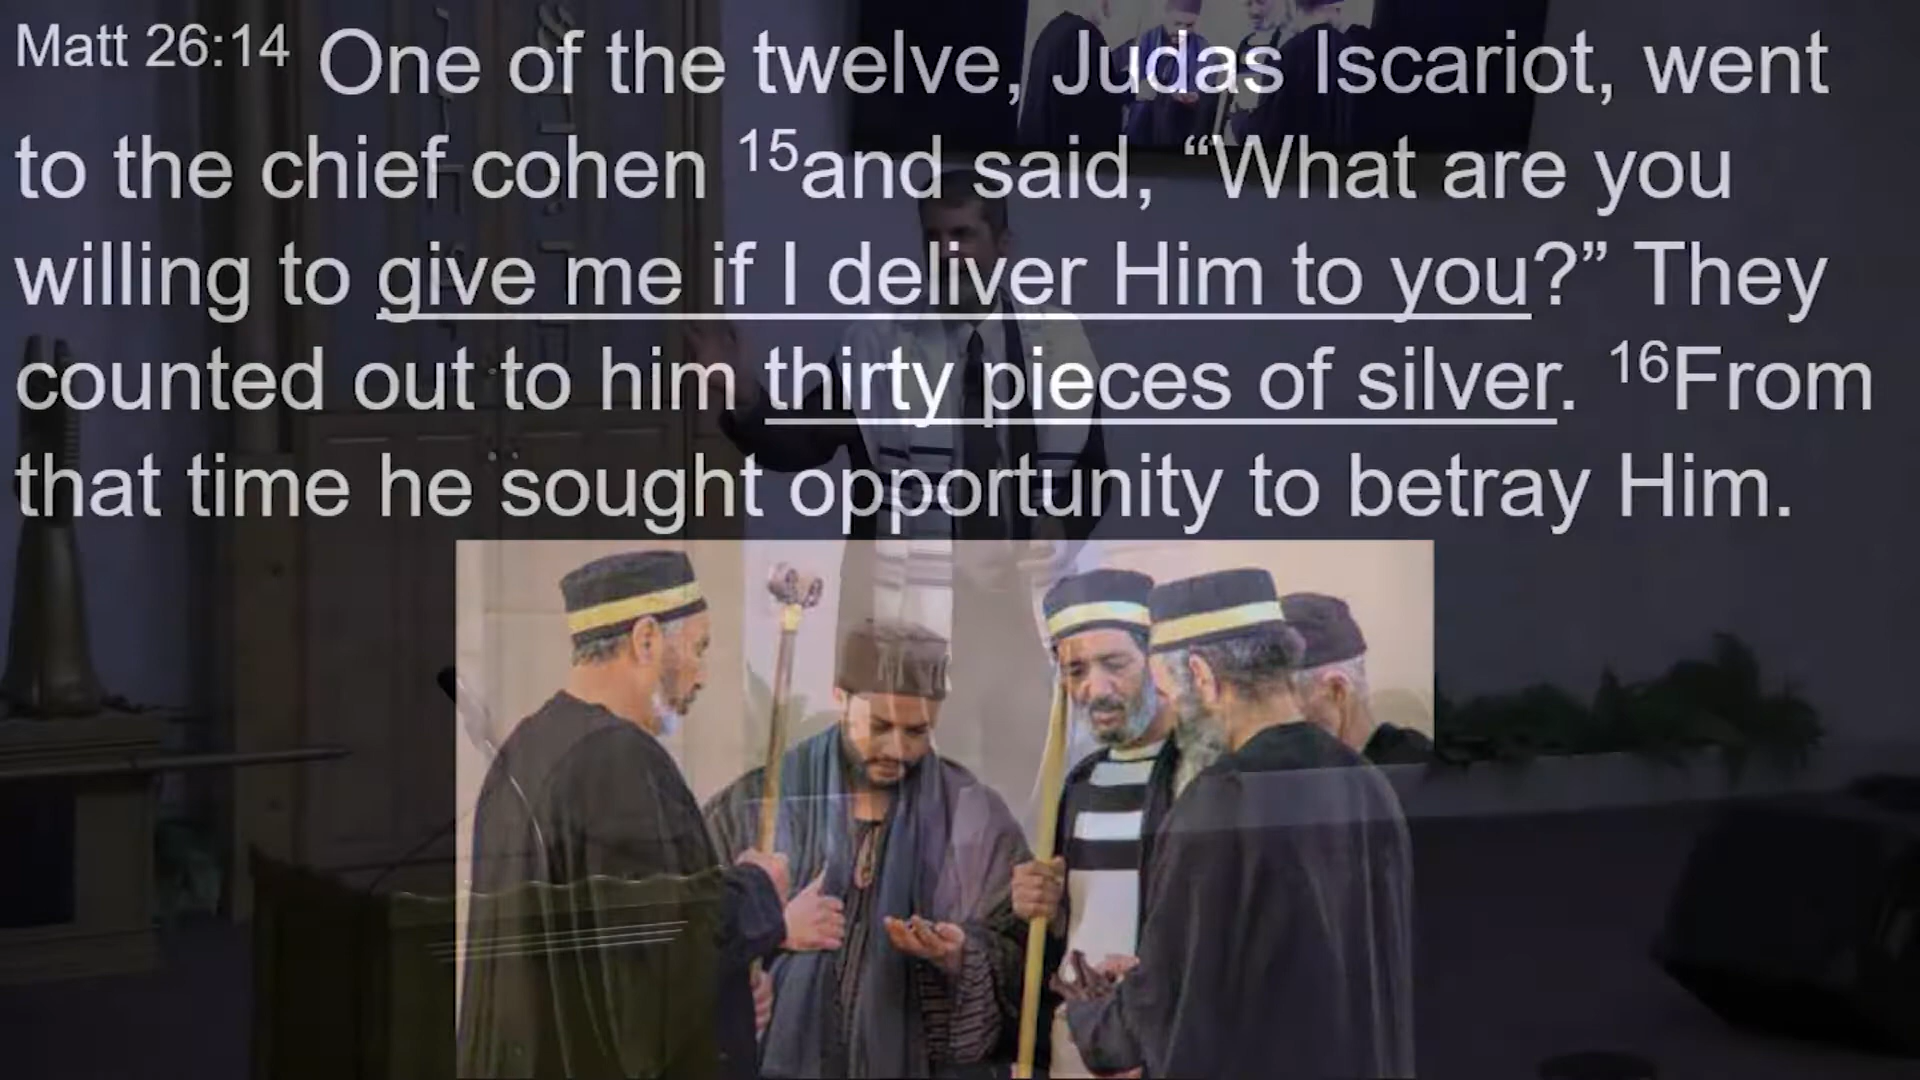 Matt 26:14 One of the twelve, Judas Iscariot, went
to the chief cohen 15and said, “What are you
willing to give me if I deliver Him to you?” They
counted out to him thirty pieces of silver. 16From
that time he sought opportunity to betray Him.